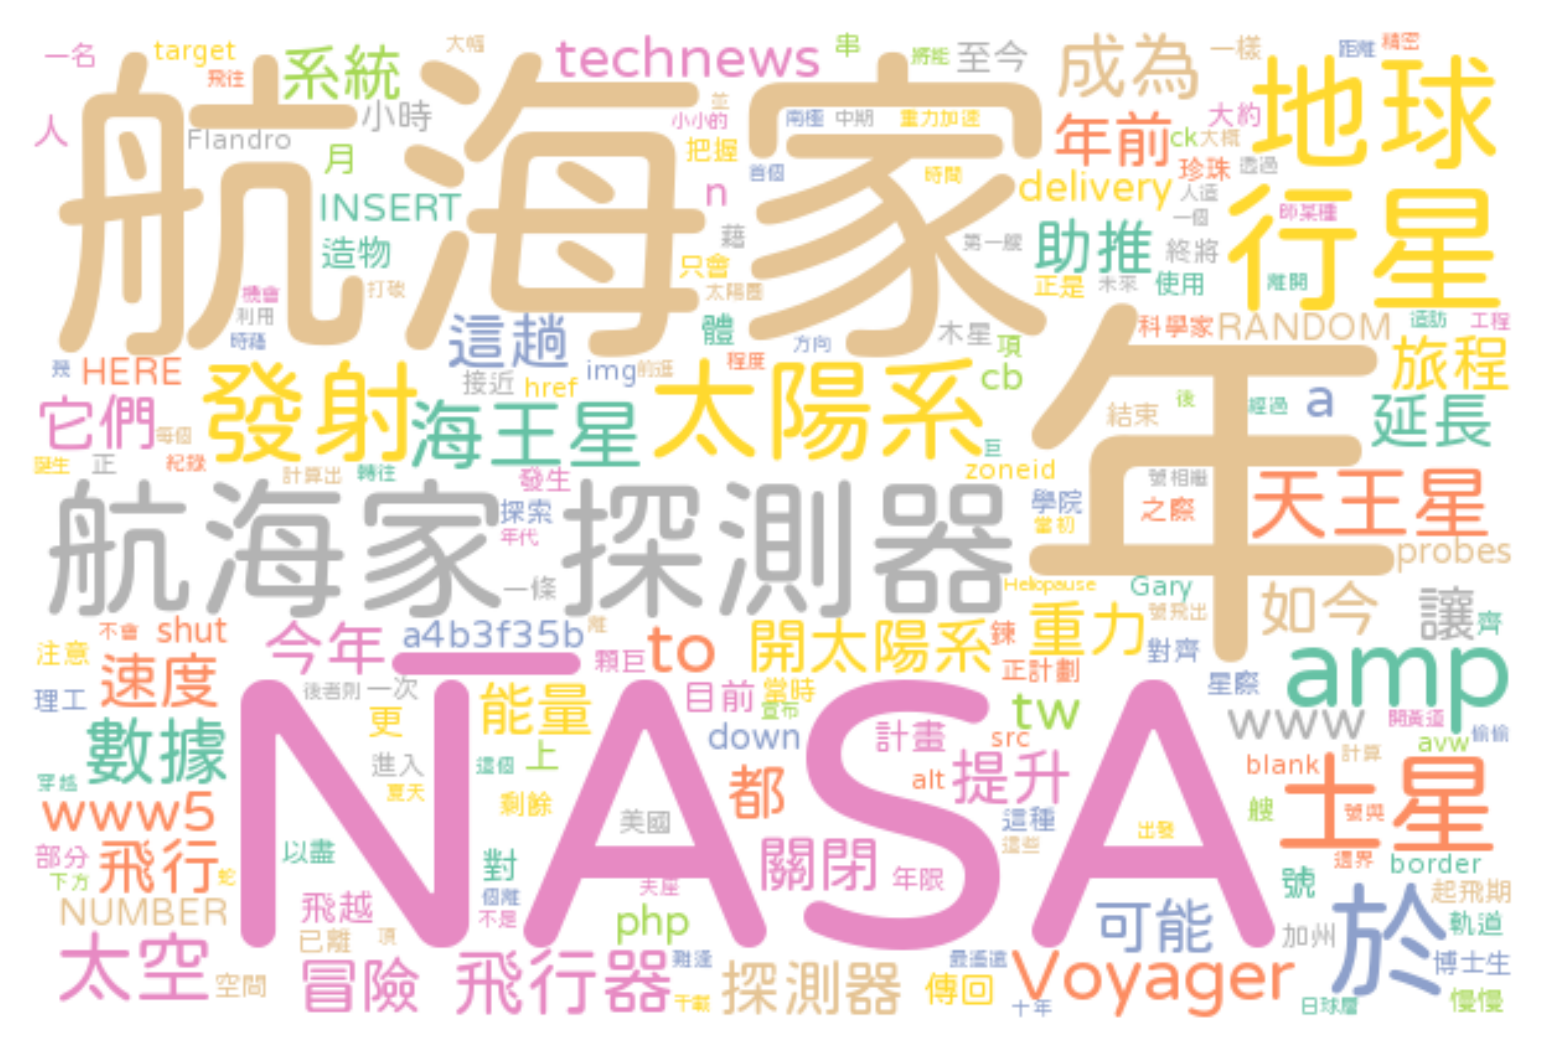 一名
target
飛往
系統
大幅
technews
串
將能
至今
成為
一樣
距離
精密
地球
人
Flandro
小時
月
航海家
並
小小的
把握
南極
中期
重力加速
首個
時間
年前
ck
大概
大約
珍珠
透過
n
delivery
人造
一個
師某種
行星
INSERT
造物
藉
只會
太陽圈
第一艘
助推
終將
正是
未來
使用
離開
機會
利用
時藉
打破
這趟
體
方向
木星
項
科學家
RANDOM
造訪
工程
旅程
幾
HERE
發射
接近
href
img
前進
太陽系
程度
cb
年
結束
後
經過
a
延長
它們
每個
海王星
巨
誕生
正
紀錄
計算出
轉往
發生
zoneid
號相繼
天王星
航海家探測器
探索
年代
學院
當初
之際
probes
一條
Heliopause
Gary
號飛出
如今
讓
齊
注意
不會
shut
今年
a4b3f35b
離
顆巨
to
開太陽系
鍊
重力
對齊
正計劃
amp
理工
速度
後者則
一次
能量
更
目前
當時
宣布
tw
星際
www
開黃道
偷偷
數據
進入
這個
上
down
計畫
src
avw
計算
穿越
夏天
NASA
剩餘
都
alt
提升
blank
土星
www5
美國
這種
這些
出發
艘
號與
邊界
部分
下方
飛行
蛇
以盡
對
個離
不是
夫座
關閉
年限
號
border
起飛期
NUMBER
飛越
已離
項
php
可能
加州
於
軌道
太空
空間
冒險
飛行器
難逢
千載
探測器
傳回
最遙遠
Voyager
十年
日球層
博士生
慢慢